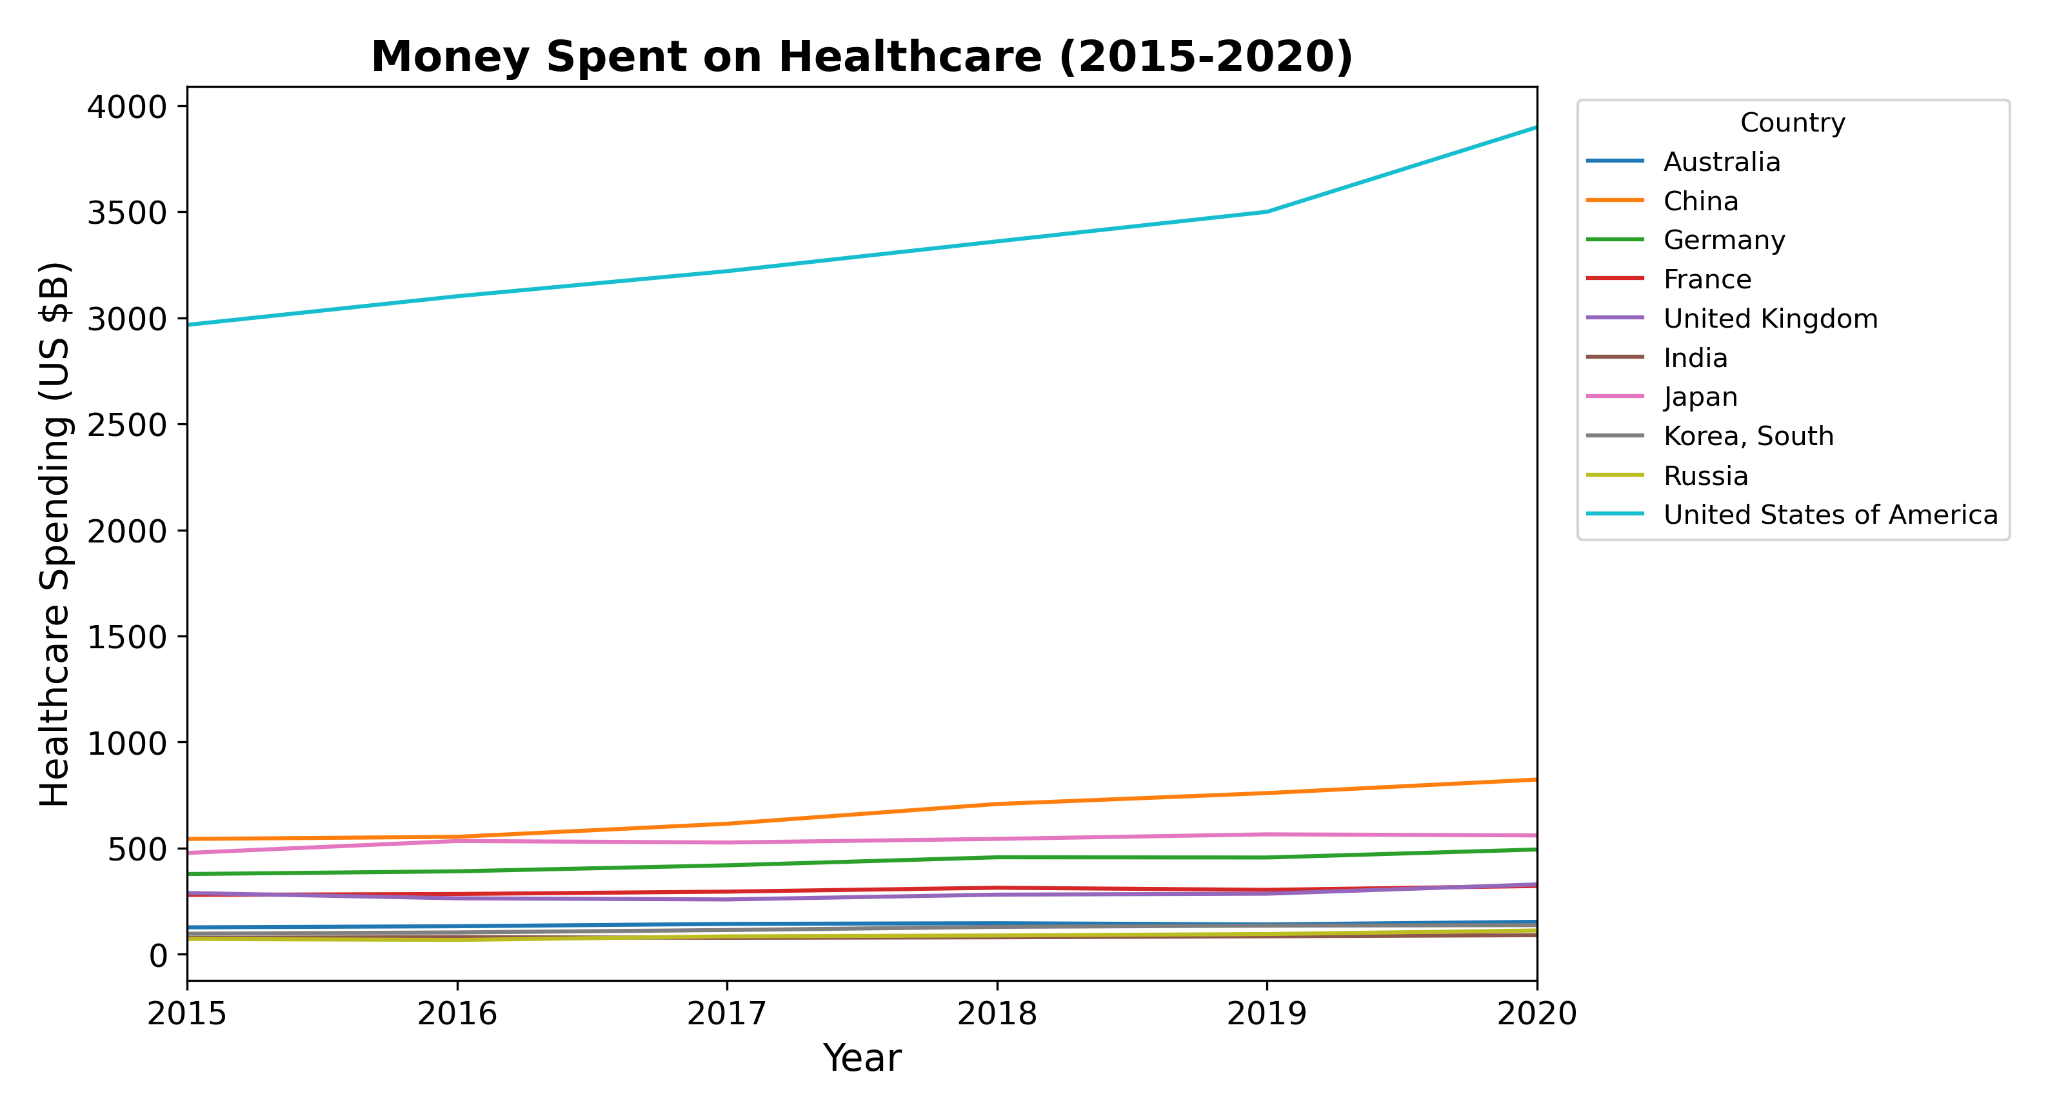 Money Spent on Healthcare (2015-2020)
Healthcare Spending (US $B)
4000
3500
3000
2500
2000
1500
1000
500
0
2015 2016 2017 2018 2019 2020
Year
Country
Australia
China
Germany
France
United Kingdom
India
Japan
Korea, South
Russia
United States of America